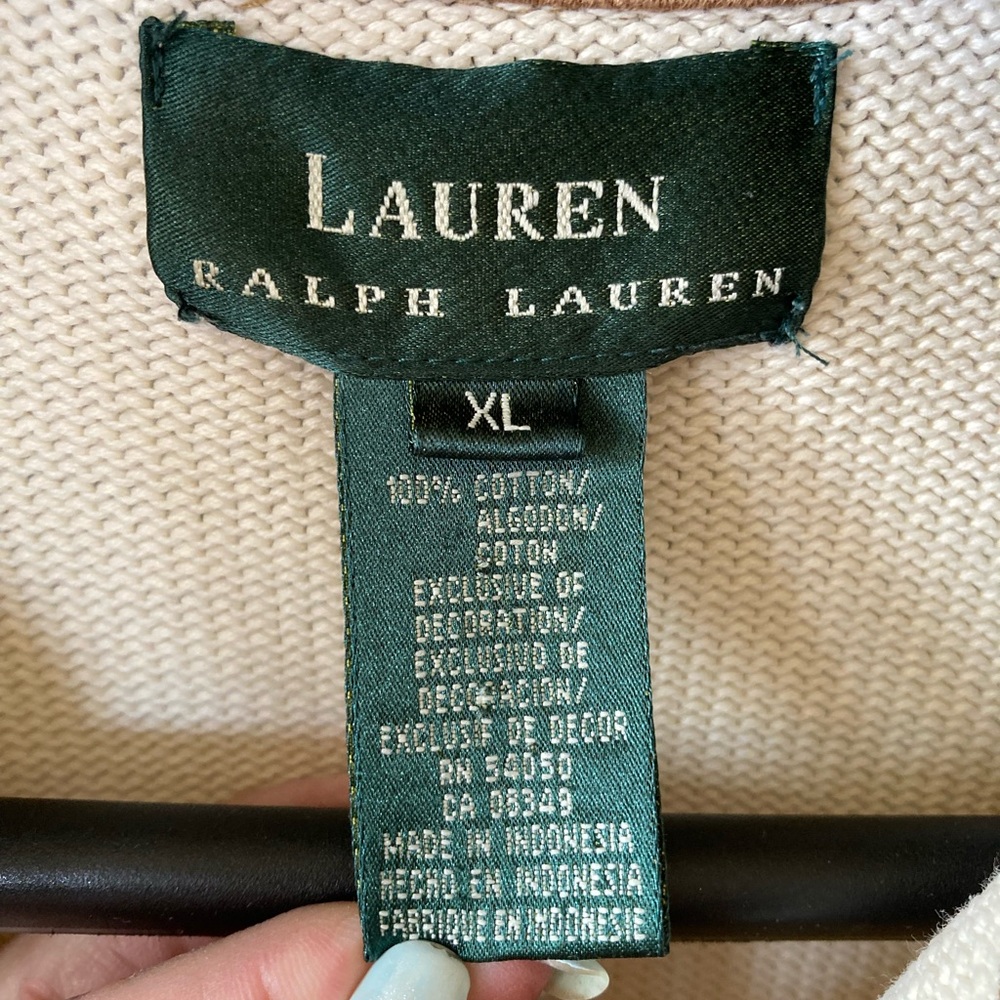 LAUREN
RALPH LAUREN
XL
100% COTTON/
ALGODON/
COTON
EXCLUSIVE OF
DECORATION/
EXCLUSIVO DE
DECORACION/
EXCLUSIF DE DECOR
RN 54050
CA 08349
MADE IN INDONESIA
HECHO EN INDONESIA
FABRIQUE EN INDONESIE